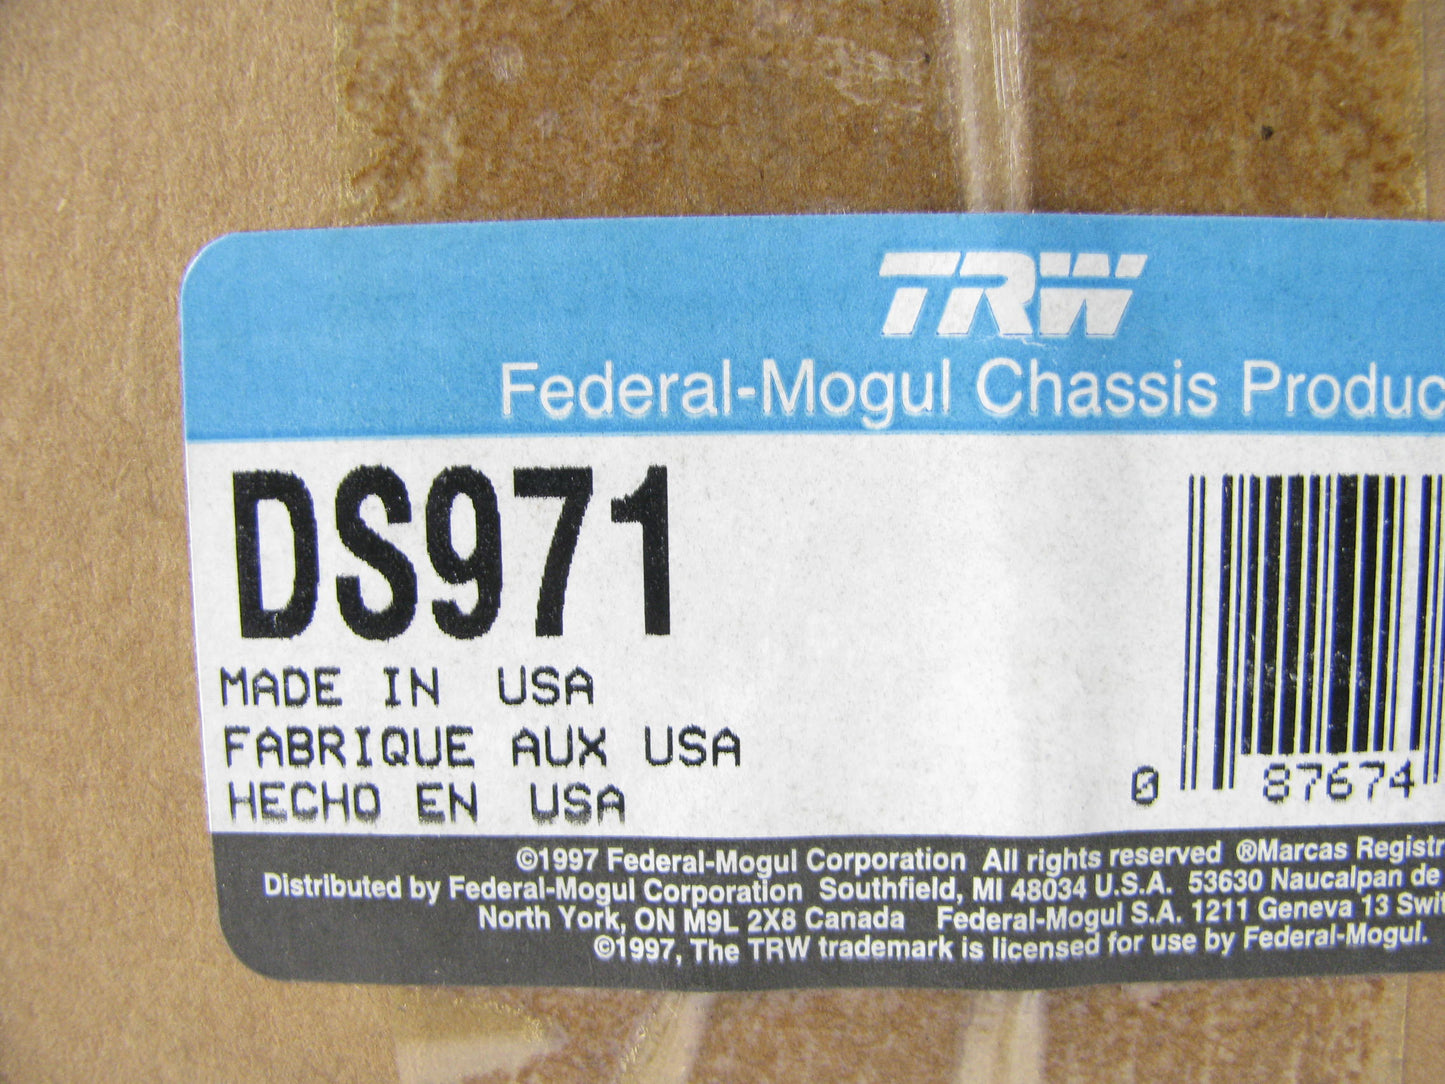 TRW
Federal-Mogul Chassis Produc
DS971
MADE IN USA
FABRIQUE AUX USA
HECHO EN USA
0 87674
©1997 Federal-Mogul Corporation All rights reserved ®Marcas Registr
Distributed by Federal-Mogul Corporation Southfield, MI 48034 U.S.A. 53630 Naucalpan de
North York, ON M9L 2X8 Canada Federal-Mogul S.A. 1211 Geneva 13 Swit
©1997, The TRW trademark is licensed for use by Federal-Mogul.